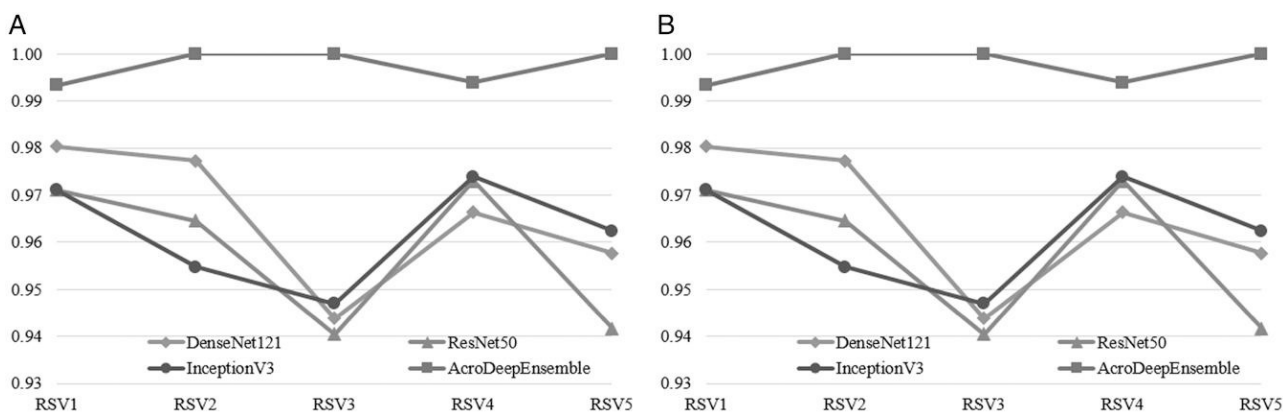 A
1.00
0.99
0.98
0.97
0.96
0.95
0.94
0.93
DenseNet121 ResNet50
InceptionV3 AcroDeepEnsemble
RSV1 RSV2 RSV3 RSV4 RSV5
B
1.00
0.99
0.98
0.97
0.96
0.95
0.94
0.93
DenseNet121 ResNet50
InceptionV3 AcroDeepEnsemble
RSV1 RSV2 RSV3 RSV4 RSV5